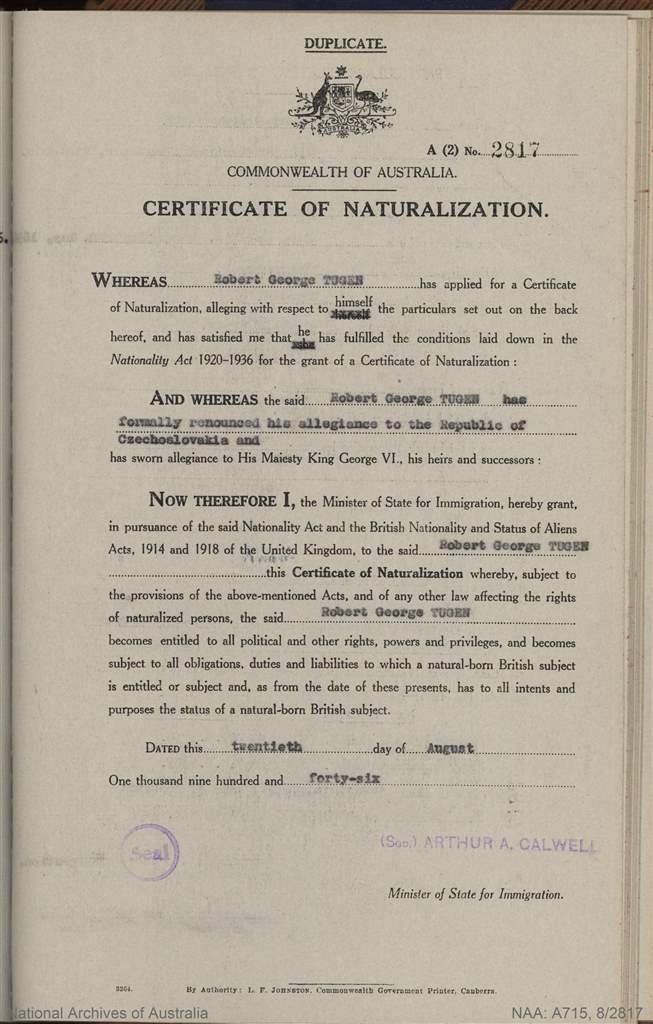 DUPLICATE.
AUSTRALIA
A (2) No. 2817
COMMONWEALTH OF AUSTRALIA.
CERTIFICATE OF NATURALIZATION.
WHEREAS Robert George TUGEN has applied for a Certificate
of Naturalization, alleging with respect to himself herself the particulars set out on the back
hereof, and has satisfied me that he she has fulfilled the conditions laid down in the
Nationality Act 1920-1936 for the grant of a Certificate of Naturalization :
AND WHEREAS the said Robert George TUGEN has
formally renounced his allegiance to the Republic of
Czechoslovakia and
has sworn allegiance to His Majesty King George VI., his heirs and successors :
NOW THEREFORE I, the Minister of State for Immigration, hereby grant,
in pursuance of the said Nationality Act and the British Nationality and Status of Aliens
Acts, 1914 and 1918 of the United Kingdom, to the said Robert George TUGEN
this Certificate of Naturalization whereby, subject to
the provisions of the above-mentioned Acts, and of any other law affecting the rights
of naturalized persons, the said Robert George TUGEN
becomes entitled to all political and other rights, powers and privileges, and becomes
subject to all obligations, duties and liabilities to which a natural-born British subject
is entitled or subject and, as from the date of these presents, has to all intents and
purposes the status of a natural-born British subject.
DATED this twentieth day of August
One thousand nine hundred and forty-six
Seal
(SGD.) ARTHUR A. CALWELL
Minister of State for Immigration.
3264. By Authority: L. F. JOHNSTON, Commonwealth Government Printer, Canberra.
National Archives of Australia NAA: A715, 8/2817